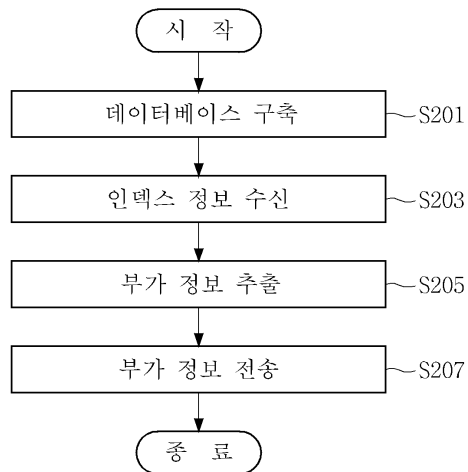 시 작
데이터베이스 구축 S201
인덱스 정보 수신 S203
부가 정보 추출 S205
부가 정보 전송 S207
종 료